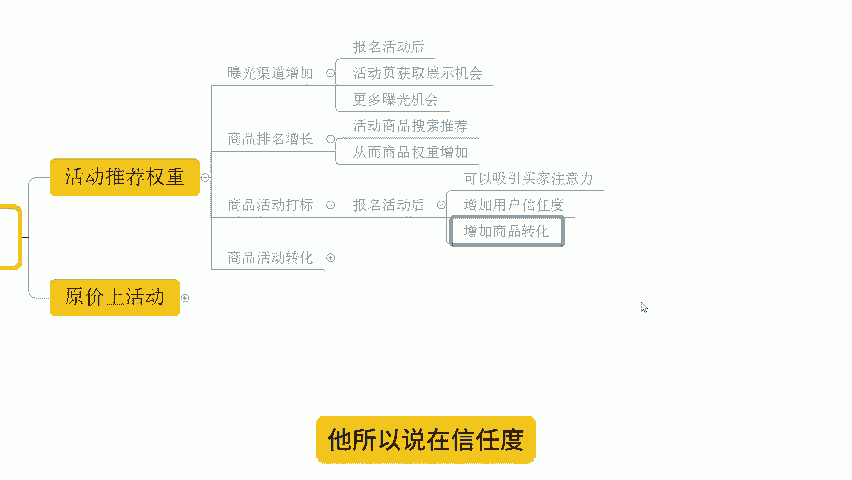 报名活动后
曝光渠道增加
活动页获取展示机会
更多曝光机会
活动商品搜索推荐
商品排名增长
从而商品权重增加
活动推荐权重
可以吸引买家注意力
商品活动打标
报名活动后
增加用户信任度
增加商品转化
商品活动转化
原价上活动
他所以说在信任度